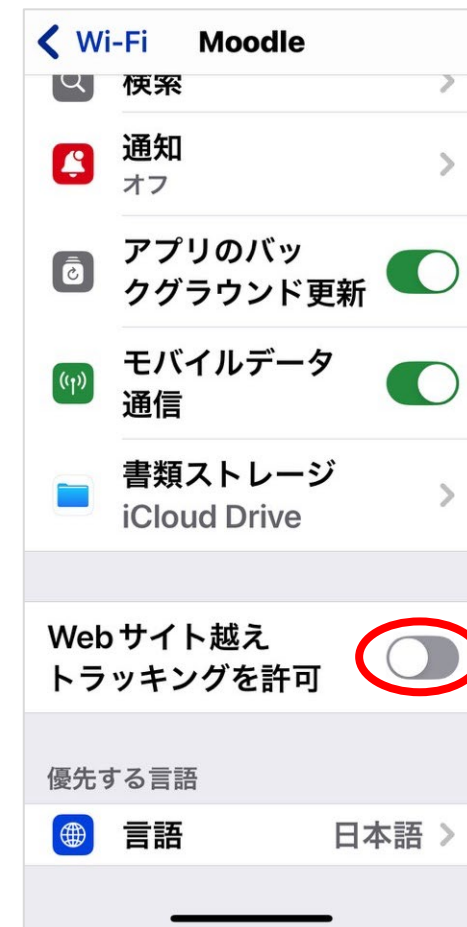 Wi-Fi Moodle
検索
通知
オフ
アプリのバッ
クグラウンド更新
モバイルデータ
通信
書類ストレージ
iCloud Drive
Webサイト越え
トラッキングを許可
優先する言語
言語 日本語